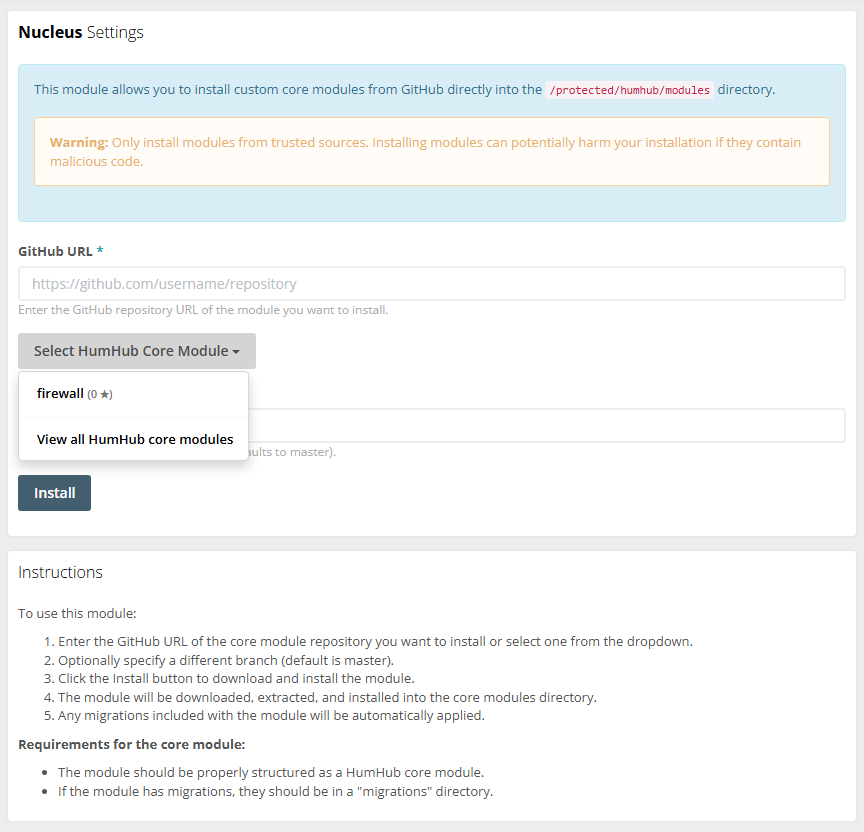 Nucleus Settings
This module allows you to install custom core modules from GitHub directly into the /protected/humhub/modules directory.
Warning: Only install modules from trusted sources. Installing modules can potentially harm your installation if they contain
malicious code.
GitHub URL *
https://github.com/username/repository
Enter the GitHub repository URL of the module you want to install.
Select HumHub Core Module
firewall (0 ★)
View all HumHub core modules
to master).
Install
Instructions
To use this module:
1. Enter the GitHub URL of the core module repository you want to install or select one from the dropdown.
2. Optionally specify a different branch (default is master).
3. Click the Install button to download and install the module.
4. The module will be downloaded, extracted, and installed into the core modules directory.
5. Any migrations included with the module will be automatically applied.
Requirements for the core module:
• The module should be properly structured as a HumHub core module.
• If the module has migrations, they should be in a "migrations" directory.